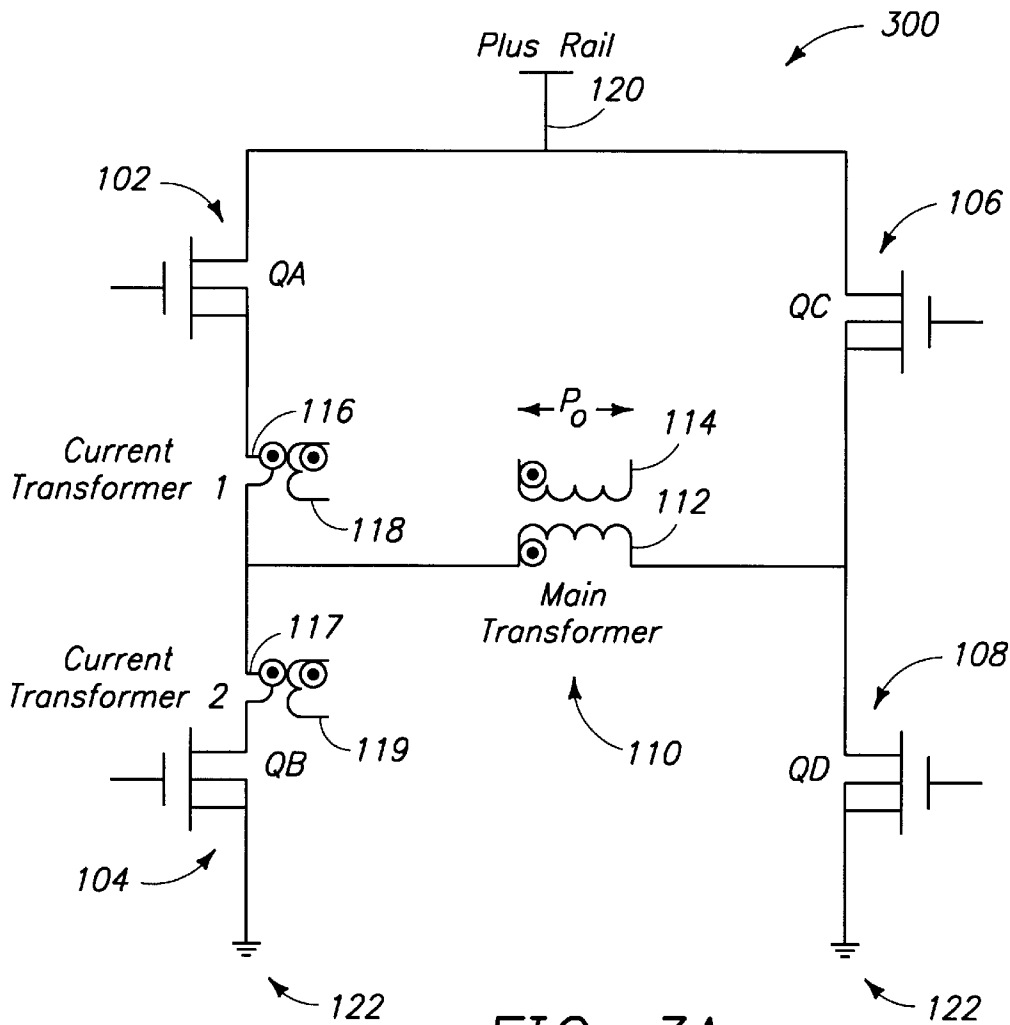 300
Plus Rail
120
102
106
QA
QC
116
Current
Transformer 1
118
P₀
114
112
Main
Transformer
117
Current
Transformer 2
119
110
108
QB
QD
104
122
122